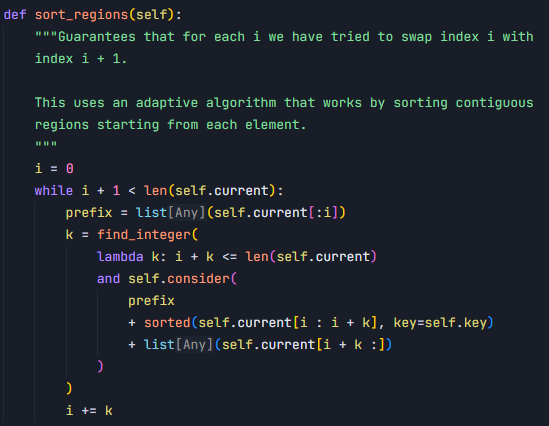 def sort_regions(self):
    """Guarantees that for each i we have tried to swap index i with
    index i + 1.

    This uses an adaptive algorithm that works by sorting contiguous
    regions starting from each element.
    """
    i = 0
    while i + 1 < len(self.current):
        prefix = list[Any](self.current[:i])
        k = find_integer(
            lambda k: i + k <= len(self.current)
            and self.consider(
                prefix
                + sorted(self.current[i : i + k], key=self.key)
                + list[Any](self.current[i + k :])
            )
        )
        i += k